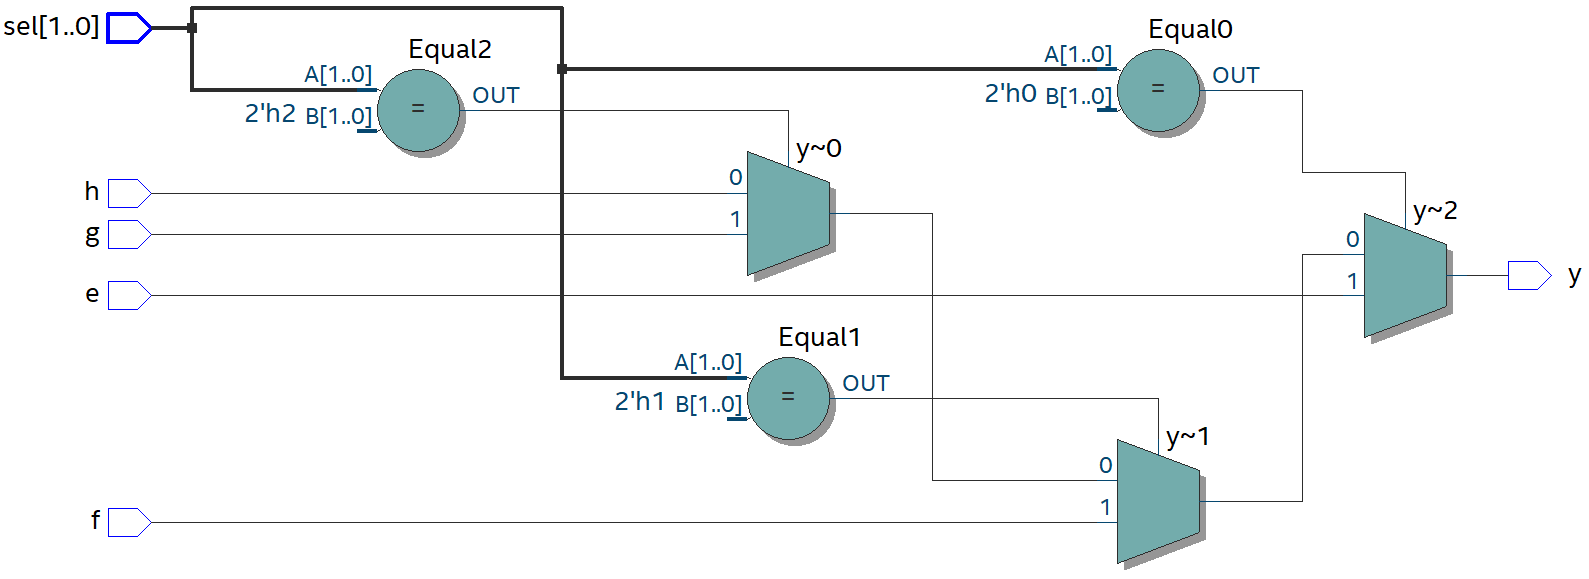 sel[1..0]
Equal2
A[1..0]
2'h2 B[1..0]
=
OUT
Equal0
A[1..0]
2'h0 B[1..0]
=
OUT
y~0
h
0
g
1
y~2
0
1
y
e
Equal1
A[1..0]
2'h1 B[1..0]
=
OUT
y~1
0
1
f